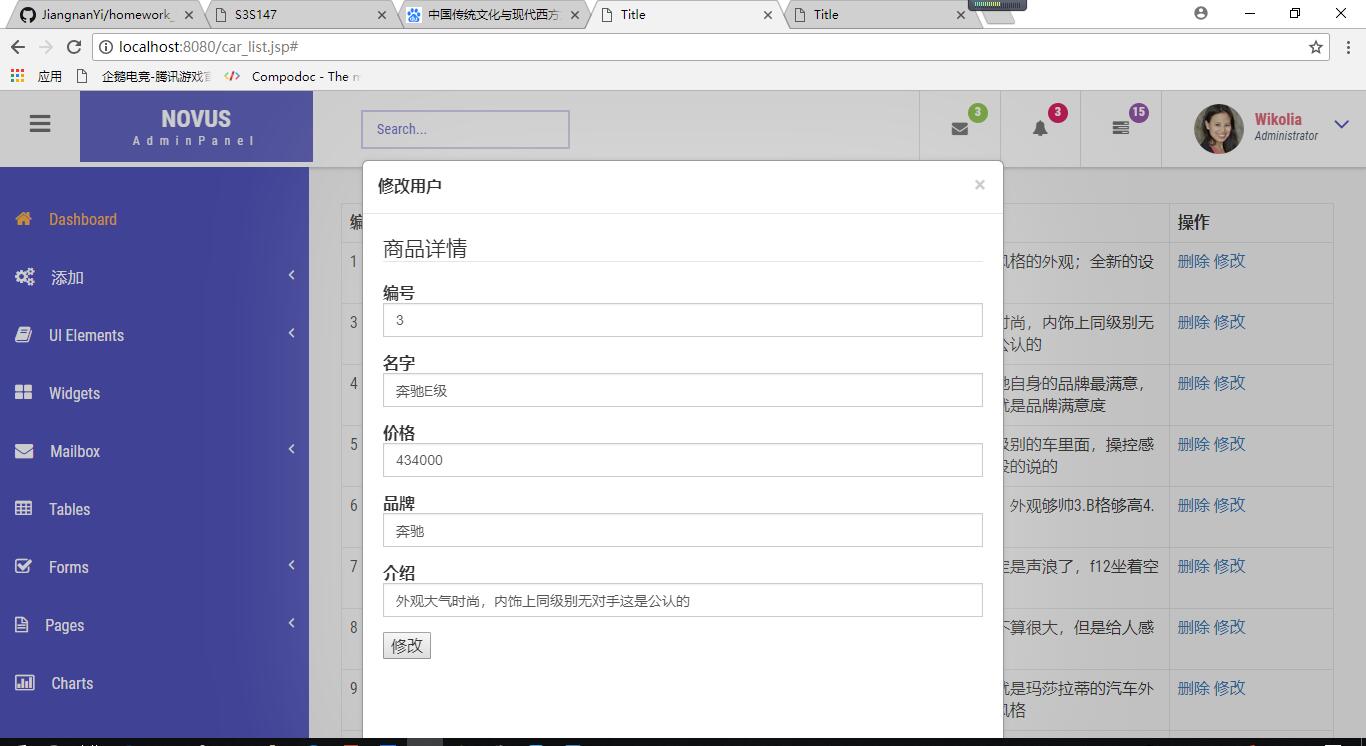 JiangnanYi/homework_
S3S147
中国传统文化与现代西方
Title
Title
localhost:8080/car_list.jsp#
应用
企鹅电竞-腾讯游戏官
Compodoc - The m
NOVUS
AdminPanel
Search...
3
3
15
Wikolia
Administrator
Dashboard
添加
UI Elements
Widgets
Mailbox
Tables
Forms
Pages
Charts
修改用户
×
商品详情
编号
3
名字
奔驰E级
价格
434000
品牌
奔驰
介绍
外观大气时尚，内饰上同级别无对手这是公认的
修改
编
操作
1
风格的外观；全新的设
删除 修改
3
时尚，内饰上同级别无
公认的
删除 修改
4
自身的品牌最满意，
就是品牌满意度
删除 修改
5
级别的车里面，操控感
的说的
删除 修改
6
外观够帅3.B格够高4.
删除 修改
7
是声浪了，f12坐着空
删除 修改
8
不算很大，但是给人感
删除 修改
9
就是玛莎拉蒂的汽车外
风格
删除 修改